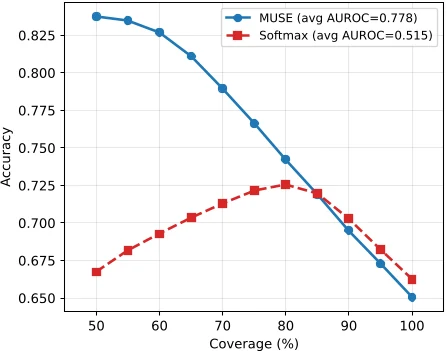 MUSE (avg AUROC=0.778)
Softmax (avg AUROC=0.515)
Accuracy
0.825
0.800
0.775
0.750
0.725
0.700
0.675
0.650
50 60 70 80 90 100
Coverage (%)